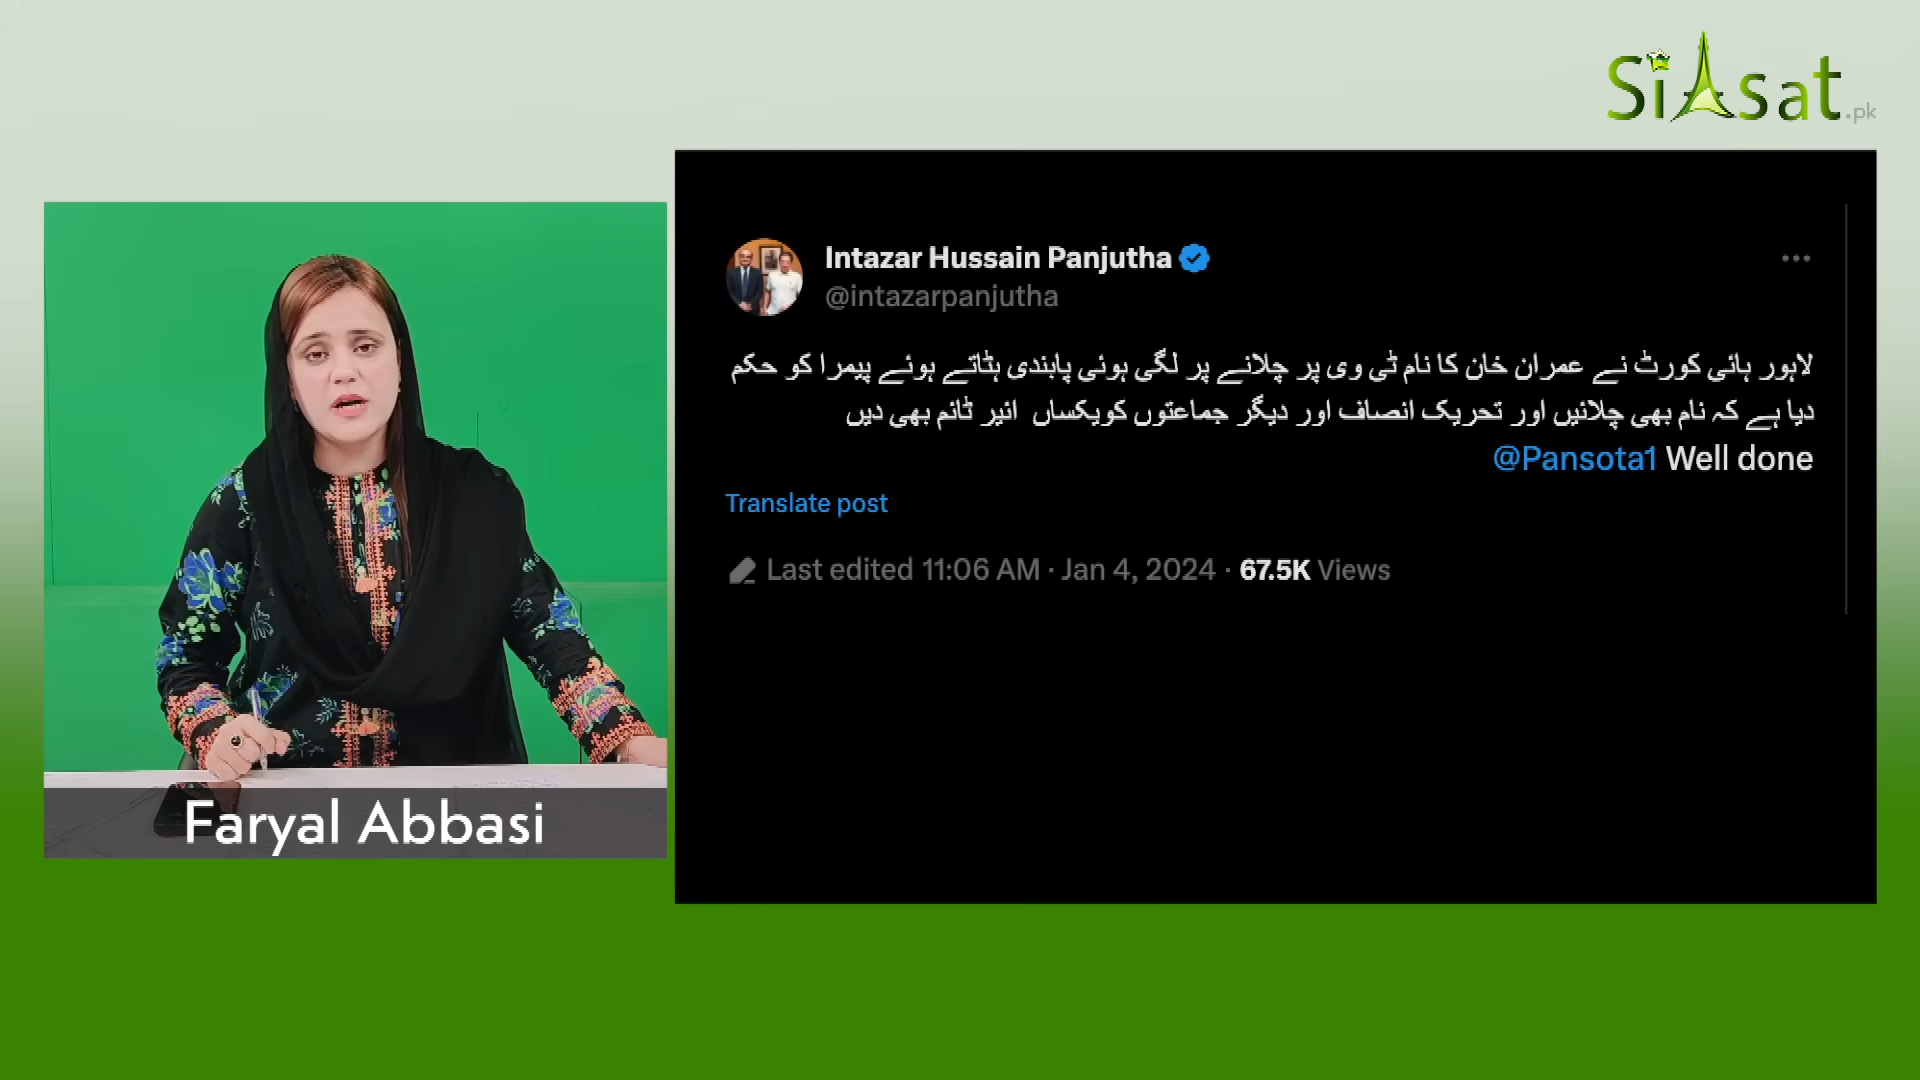 SiAsat.pk
Intazar Hussain Panjutha
@intazarpanjutha
لاہور ہائی کورٹ نے عمران خان کا نام ٹی وی پر چلانے پر لگی ہوئی پابندی ہٹاتے ہوئے پیمرا کو حکم
دیا ہے کہ نام بھی چلائیں اور تحریک انصاف اور دیگر جماعتوں کویکساں ائیر ٹائم بھی دیں
@Pansota1 Well done
Translate post
Last edited 11:06 AM · Jan 4, 2024 · 67.5K Views
Faryal Abbasi